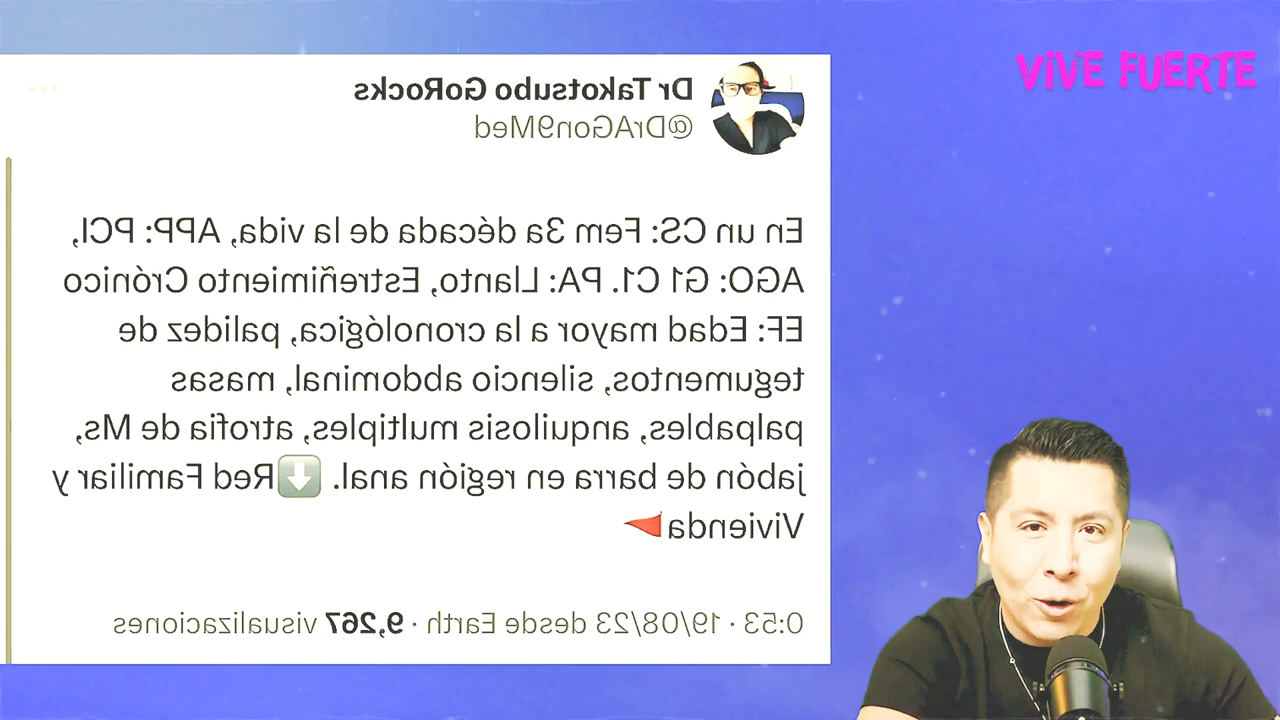 VIVE FUERTE
Dr Takotsubo GoRocks
@DrAGon9Med
En un CS: Fem 3a década de la vida, APP: PCI,
AGO: G1 C1. PA: Llanto, Estreñimiento Crónico
EF: Edad mayor a la cronológica, palidez de
tegumentos, silencio abdominal, masas
palpables, anquilosis multiples, atrofia de Ms,
jabón de barra en región anal. ⬇️Red Familiar y
Vivienda🚩
0:53 · 19/08/23 desde Earth · 9,267 visualizaciones